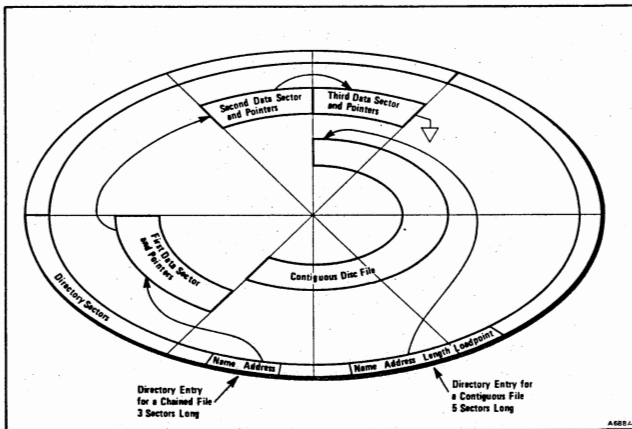 Second Data Sector
and Pointers
Third Data Sector
and Pointers
First Data Sector
and Pointers
Contiguous Disc File
Directory Sectors
Name Address
Name Address Length Loadpoint
Directory Entry
for a Chained File
3 Sectors Long
Directory Entry for
a Contiguous File
5 Sectors Long
A6884